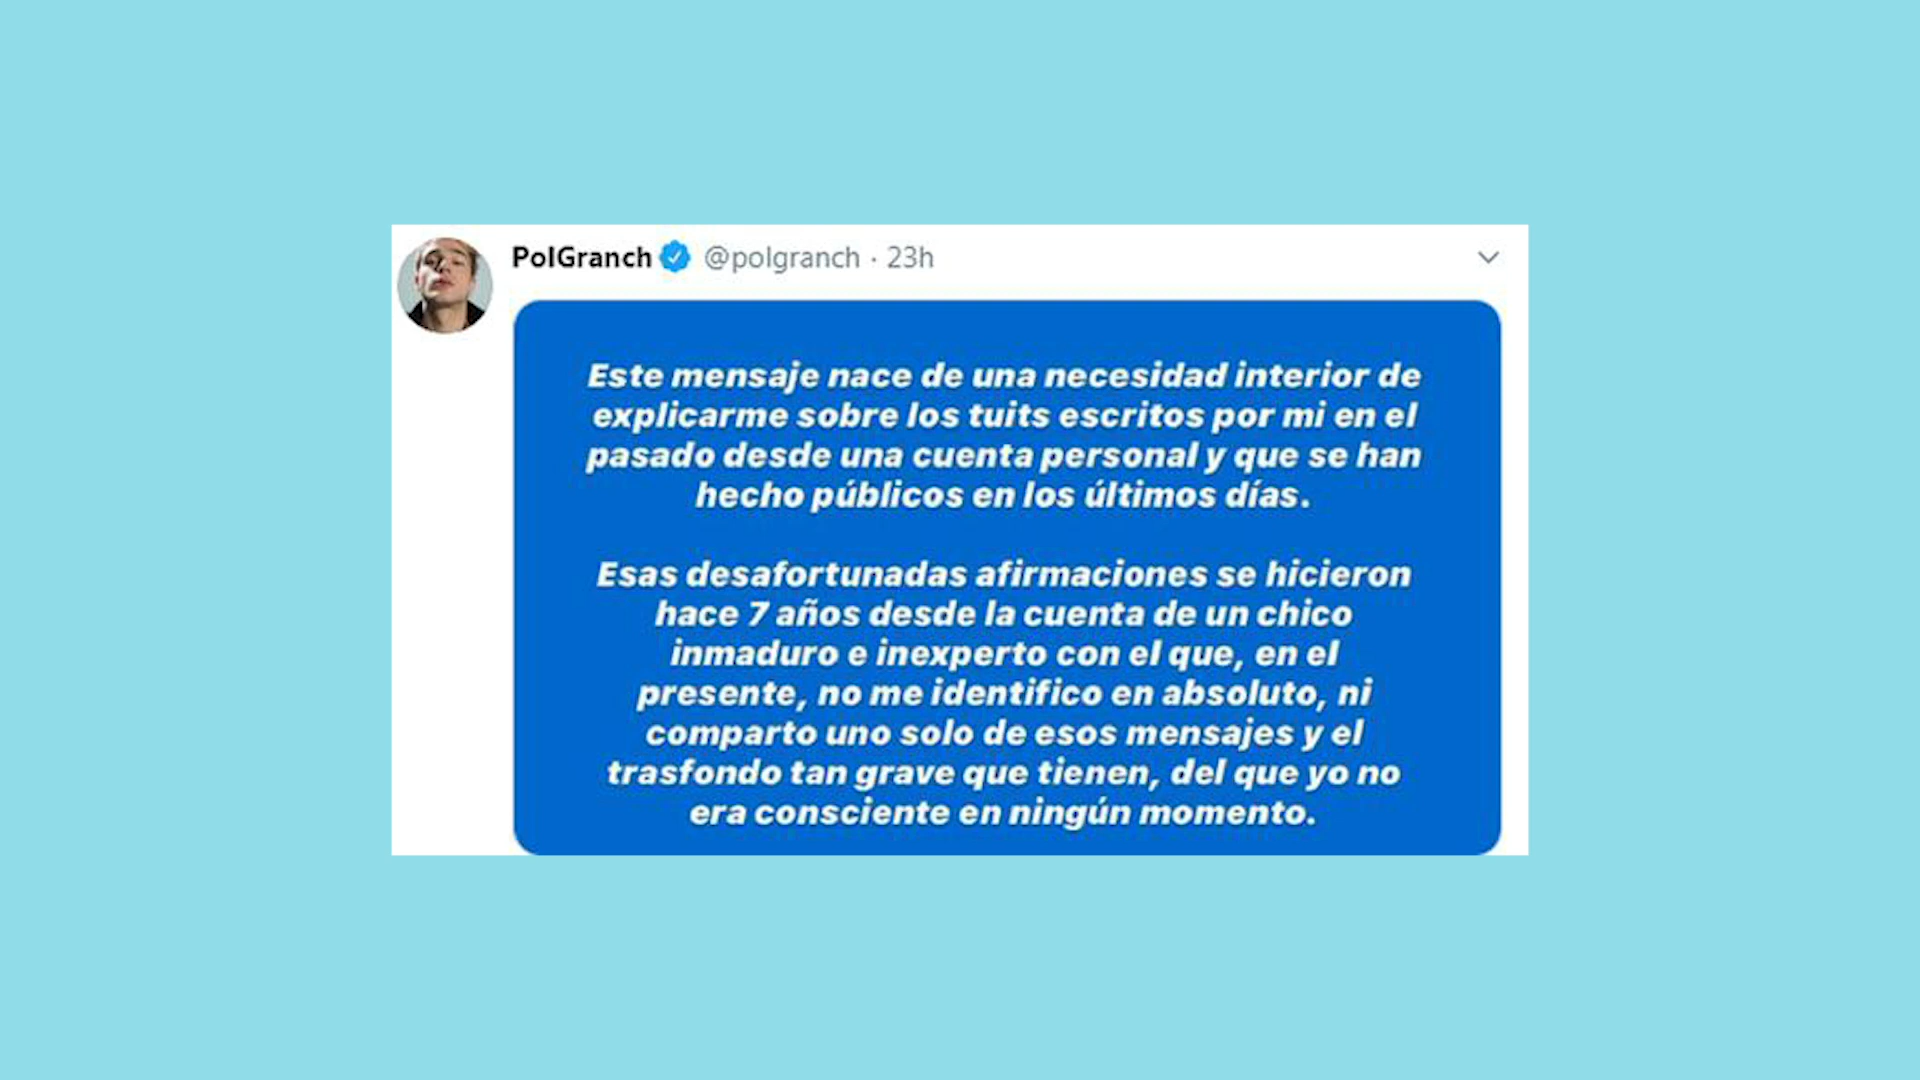 PolGranch @polgranch · 23h
Este mensaje nace de una necesidad interior de
explicarme sobre los tuits escritos por mi en el
pasado desde una cuenta personal y que se han
hecho públicos en los últimos días.
Esas desafortunadas afirmaciones se hicieron
hace 7 años desde la cuenta de un chico
inmaduro e inexperto con el que, en el
presente, no me identifico en absoluto, ni
comparto uno solo de esos mensajes y el
trasfondo tan grave que tienen, del que yo no
era consciente en ningún momento.